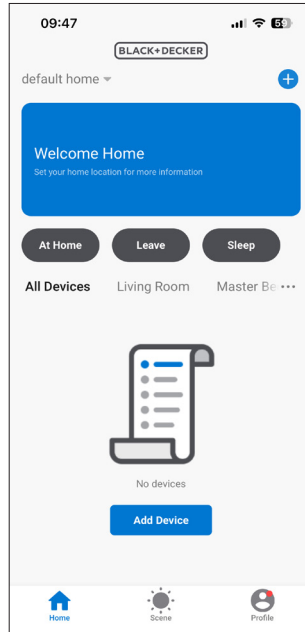 09:47
59
BLACK+DECKER
default home
Welcome Home
Set your home location for more information
At Home
Leave
Sleep
All Devices
Living Room
Master Be
No devices
Add Device
Home
Scene
Profile